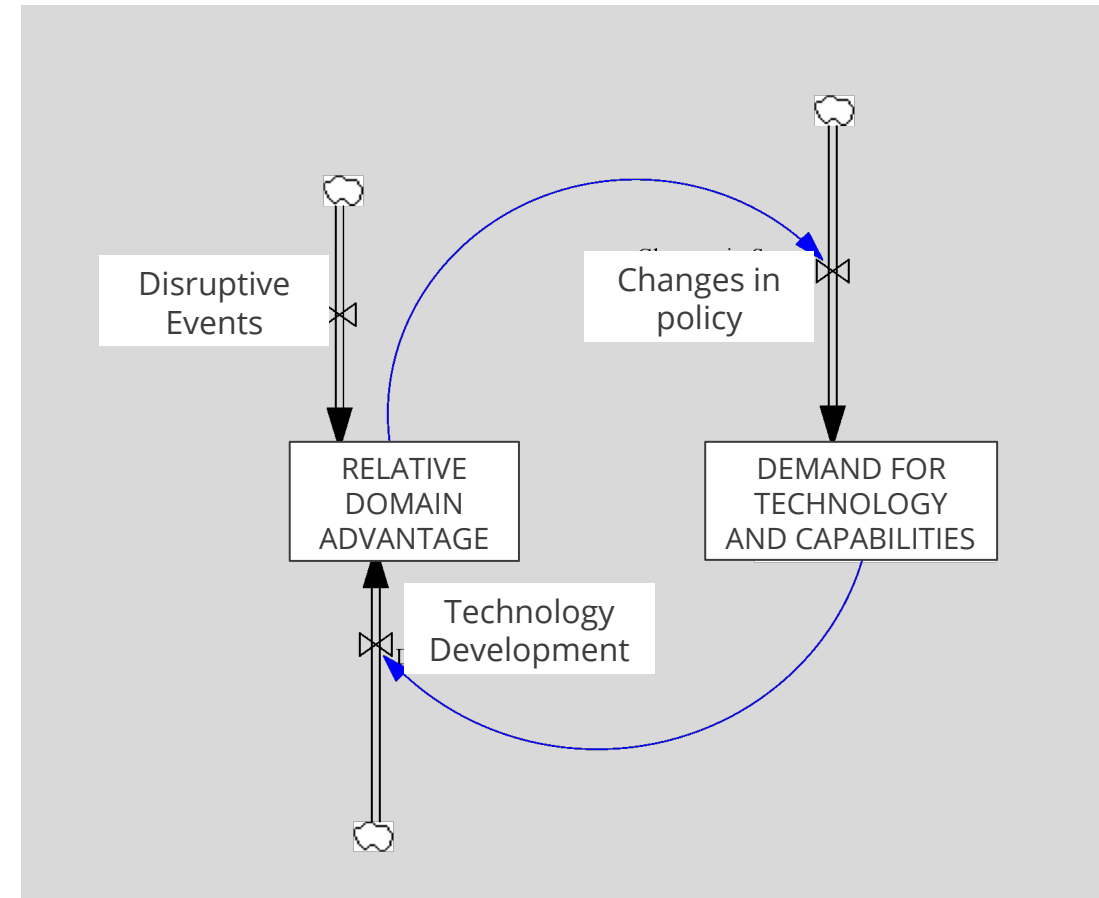 Disruptive
Events
Changes in
policy
RELATIVE
DOMAIN
ADVANTAGE
DEMAND FOR
TECHNOLOGY
AND CAPABILITIES
Technology
Development